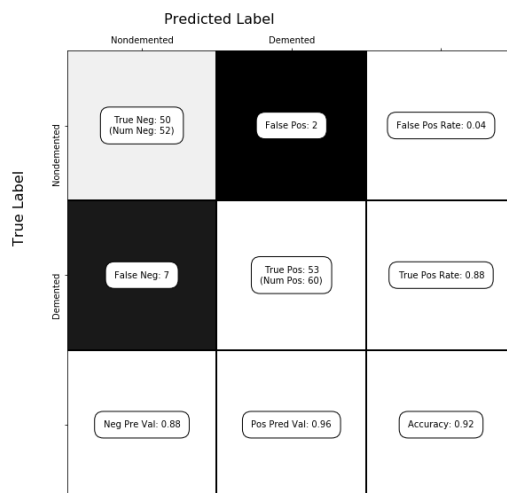 Predicted Label
Nondemented
Demented
True Label
Nondemented
True Neg: 50
(Num Neg: 52)
False Pos: 2
False Pos Rate: 0.04
Demented
False Neg: 7
True Pos: 53
(Num Pos: 60)
True Pos Rate: 0.88
Neg Pre Val: 0.88
Pos Pred Val: 0.96
Accuracy: 0.92